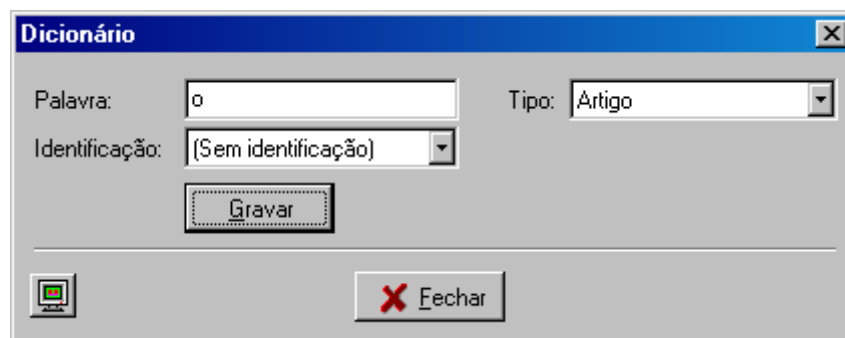 Dicionário
Palavra: o Tipo: Artigo
Identificação: (Sem identificação)
Gravar
Fechar